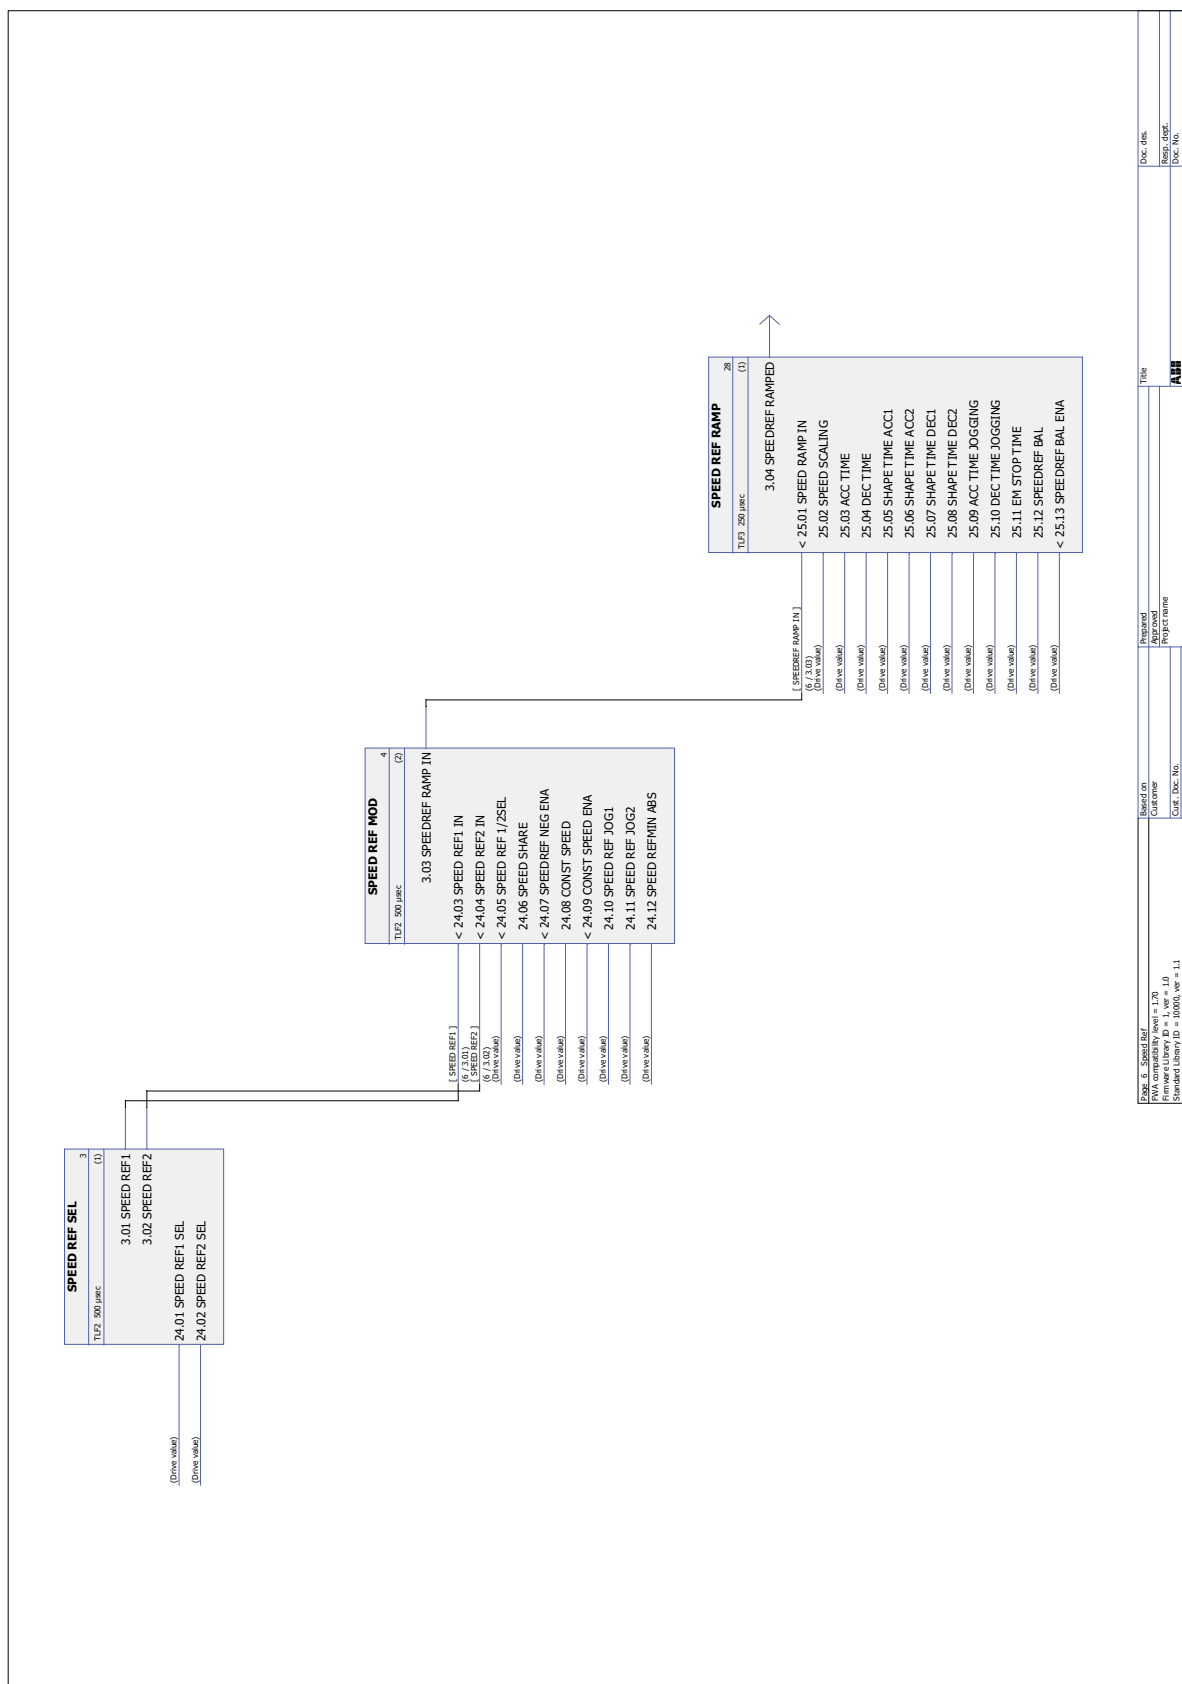 SPEED REF SEL
3
TLF2 500 μsec
(1)
3.01 SPEED REF1
3.02 SPEED REF2
24.01 SPEED REF1 SEL
24.02 SPEED REF2 SEL
(Drive value)
(Drive value)
SPEED REF MOD
4
TLF2 500 μsec
(2)
3.03 SPEEDREF RAMP IN
[ SPEED REF1 ]
(6 / 3.01)
< 24.03 SPEED REF1 IN
[ SPEED REF2 ]
(6 / 3.02)
< 24.04 SPEED REF2 IN
(Drive value)
< 24.05 SPEED REF 1/2SEL
(Drive value)
24.06 SPEED SHARE
(Drive value)
< 24.07 SPEEDREF NEG ENA
(Drive value)
24.08 CONST SPEED
(Drive value)
< 24.09 CONST SPEED ENA
(Drive value)
24.10 SPEED REF JOG1
(Drive value)
24.11 SPEED REF JOG2
(Drive value)
24.12 SPEED REFMIN ABS
(Drive value)
SPEED REF RAMP
28
TLF3 250 μsec
(1)
3.04 SPEEDREF RAMPED
[ SPEEDREF RAMP IN ]
(6 / 3.03)
< 25.01 SPEED RAMP IN
(Drive value)
25.02 SPEED SCALING
(Drive value)
25.03 ACC TIME
(Drive value)
25.04 DEC TIME
(Drive value)
25.05 SHAPE TIME ACC1
(Drive value)
25.06 SHAPE TIME ACC2
(Drive value)
25.07 SHAPE TIME DEC1
(Drive value)
25.08 SHAPE TIME DEC2
(Drive value)
25.09 ACC TIME JOGGING
(Drive value)
25.10 DEC TIME JOGGING
(Drive value)
25.11 EM STOP TIME
(Drive value)
25.12 SPEEDREF BAL
(Drive value)
< 25.13 SPEEDREF BAL ENA
Page 6 Speed Ref
FWA compatibility level = 1.70
Firmware Library ID = 1, ver = 1.0
Standard Library ID = 10000, ver = 1.1
Based on
Customer
Cust. Doc. No.
Prepared
Approved
Project name
Title
ABB
Doc. des.
Resp. dept.
Doc. No.